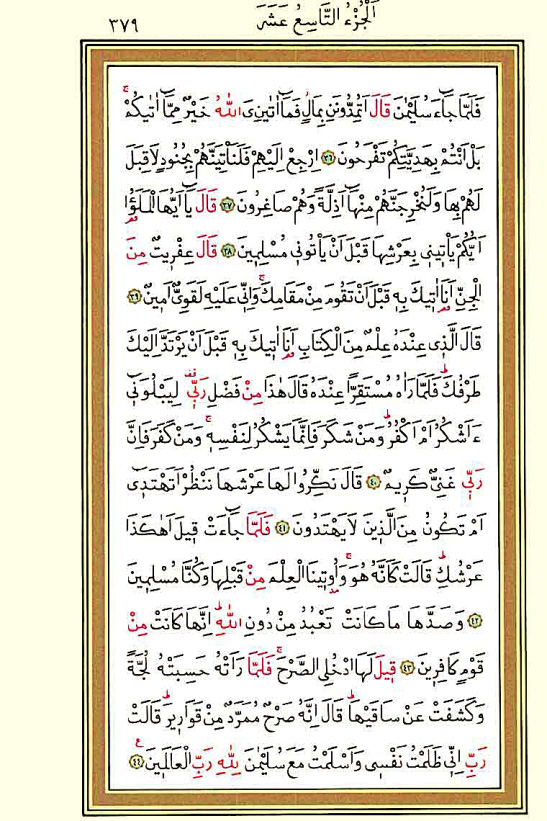 اَلْجُزْءُ التَّاسِعُ عَشَرَ
٣٧٩
فَلَمَّا جَٓاءَ سُلَيْمٰنَ قَالَ اَتُمِدُّونَنِ بِمَالٍ فَمَٓا اٰتٰينِيَ اللّٰهُ خَيْرٌ مِمَّٓا اٰتٰيكُمْۚ
بَلْ اَنْتُمْ بِهَدِيَّتِكُمْ تَفْرَحُونَ ﴿٣٦﴾ اِرْجِعْ اِلَيْهِمْ فَلَنَأْتِيَنَّهُمْ بِجُنُودٍ لَا قِبَلَ
لَهُمْ بِهَا وَلَنُخْرِجَنَّهُمْ مِنْهَٓا اَذِلَّةً وَهُمْ صَاغِرُونَ ﴿٣٧﴾ قَالَ يَٓا اَيُّهَا الْمَلَؤُ۬ا
اَيُّكُمْ يَأْت۪ين۪ي بِعَرْشِهَا قَبْلَ اَنْ يَأْتُون۪ي مُسْلِم۪ينَ ﴿٣٨﴾ قَالَ عِفْر۪يتٌ مِنَ
الْجِنِّ اَنَا۬ اٰت۪يكَ بِه۪ قَبْلَ اَنْ تَقُومَ مِنْ مَقَامِكَۚ وَاِنّ۪ي عَلَيْهِ لَقَوِيٌّ اَم۪ينٌ ﴿٣٩﴾
قَالَ الَّذ۪ي عِنْدَهُ عِلْمٌ مِنَ الْكِتَابِ اَنَا۬ اٰت۪يكَ بِه۪ قَبْلَ اَنْ يَرْتَدَّ اِلَيْكَ
طَرْفُكَۜ فَلَمَّا رَاٰهُ مُسْتَقِرًّا عِنْدَهُ قَالَ هٰذَا مِنْ فَضْلِ رَبّ۪ي۠ لِيَبْلُوَن۪ٓي
ءَاَشْكُرُ اَمْ اَكْفُرُۜ وَمَنْ شَكَرَ فَاِنَّمَا يَشْكُرُ لِنَفْسِه۪ۚ وَمَنْ كَفَرَ فَاِنَّ
رَبّ۪ي غَنِيٌّ كَر۪يمٌ ﴿٤٠﴾ قَالَ نَكِّرُوا لَهَا عَرْشَهَا نَنْظُرْ اَتَهْتَد۪ٓي
اَمْ تَكُونُ مِنَ الَّذ۪ينَ لَا يَهْتَدُونَ ﴿٤١﴾ فَلَمَّا جَٓاءَتْ ق۪يلَ اَهٰكَذَا
عَرْشُكِۜ قَالَتْ كَاَنَّهُ هُوَۚ وَاُو۫ت۪ينَا الْعِلْمَ مِنْ قَبْلِهَا وَكُنَّا مُسْلِم۪ينَ
﴿٤٢﴾ وَصَدَّهَا مَا كَانَتْ تَعْبُدُ مِنْ دُونِ اللّٰهِۜ اِنَّهَا كَانَتْ مِنْ
قَوْمٍ كَافِر۪ينَ ﴿٤٣﴾ ق۪يلَ لَهَا ادْخُلِي الصَّرْحَۚ فَلَمَّا رَاَتْهُ حَسِبَتْهُ لُجَّةً
وَكَشَفَتْ عَنْ سَاقَيْهَاۜ قَالَ اِنَّهُ صَرْحٌ مُمَرَّدٌ مِنْ قَوَار۪يرَۜ قَالَتْ
رَبِّ اِنّ۪ي ظَلَمْتُ نَفْس۪ي وَاَسْلَمْتُ مَعَ سُلَيْمٰنَ لِلّٰهِ رَبِّ الْعَالَم۪ينَ۟ ﴿٤٤﴾